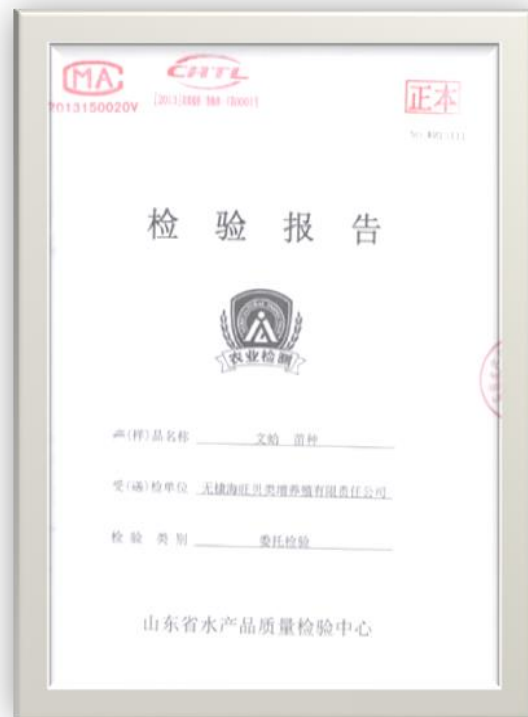 MA
CHTL
2013150020V
正本
检 验 报 告
农业检测
产(样)品名称 文蛤 苗种
受(送)检单位 无棣海旺贝类增养殖有限责任公司
检 验 类 别 委托检验
山东省水产品质量检验中心